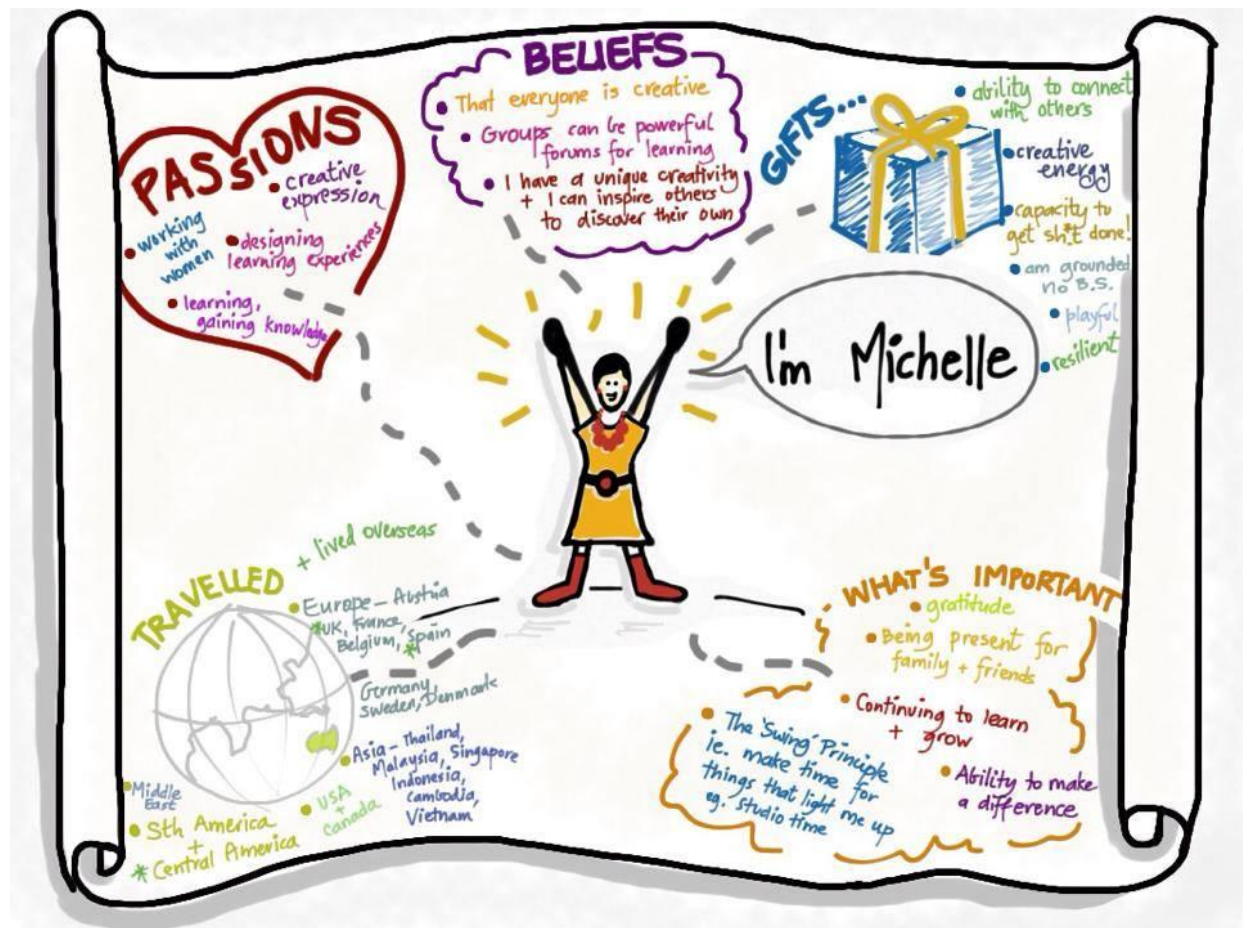 PASSIONS
• creative
expression
• working
with
women
• designing
learning experiences
• learning,
gaining knowledge
BELIEFS
• That everyone is creative
• Groups can be powerful
forums for learning
• I have a unique creativity
+ I can inspire others
to discover their own
GIFTS...
• ability to connect
with others
• creative
energy
• capacity to
get sh*t done!
• am grounded
no B.S.
• playful
• resilient
I'm Michelle
TRAVELLED
+ lived overseas
• Europe – Austria
*UK, France,
Belgium, *Spain
Germany,
Sweden, Denmark
• Asia – Thailand,
Malaysia, Singapore
Indonesia,
Cambodia,
Vietnam
• USA
+
Canada
• Middle
East
• Sth America
+
* Central America
WHAT'S IMPORTANT
• gratitude
• Being present for
family + friends
• Continuing to learn
+ grow
• The 'Swing' Principle
ie. make time for
things that light me up
eg. studio time
• Ability to make
a difference